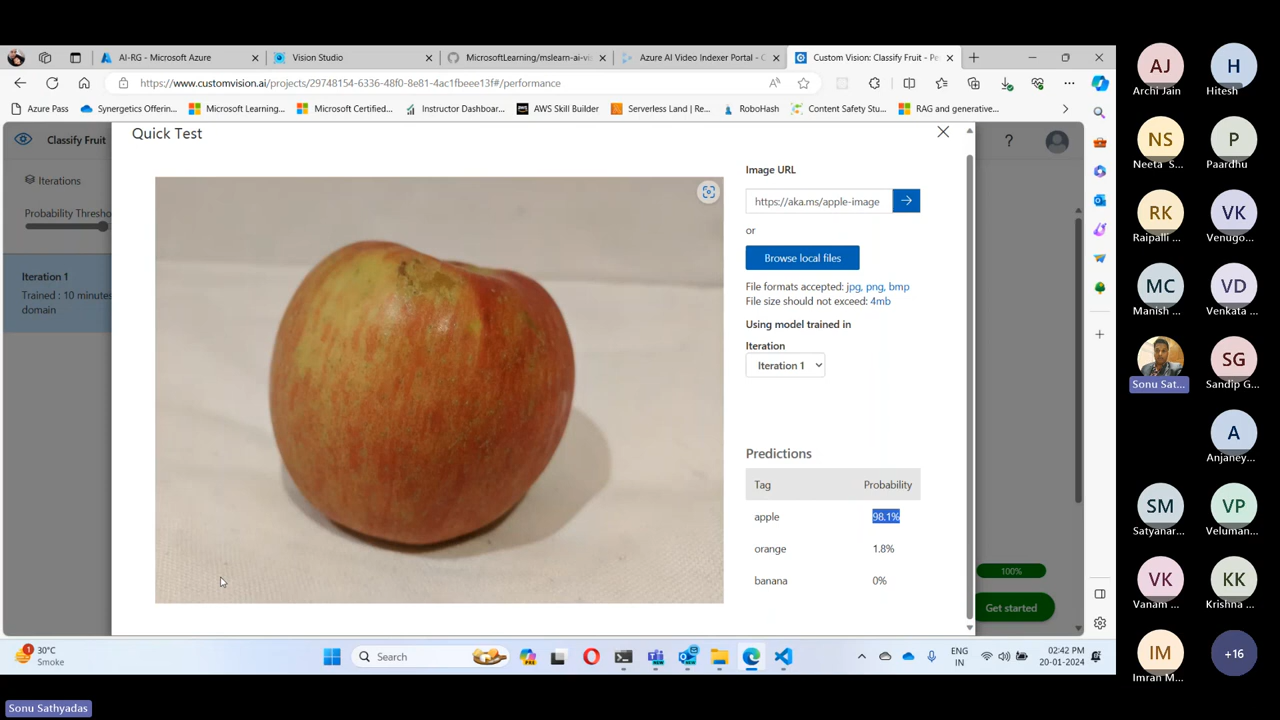 AI-RG - Microsoft Azure
Vision Studio
MicrosoftLearning/mslearn-ai-vi
Azure AI Video Indexer Portal -
Custom Vision: Classify Fruit - Pe
https://www.customvision.ai/projects/29748154-6336-48f0-8e81-4ac1fbeee13f#/performance
Azure Pass
Synergetics Offerin...
Microsoft Learning...
Microsoft Certified...
Instructor Dashboar...
AWS Skill Builder
Serverless Land | Re...
RoboHash
Content Safety Stu...
RAG and generative...
Classify Fruit
?
Iterations
Probability Thresho
Iteration 1
Trained : 10 minutes
domain
Quick Test
Image URL
https://aka.ms/apple-image
or
Browse local files
File formats accepted: jpg, png, bmp
File size should not exceed: 4mb
Using model trained in
Iteration
Iteration 1
Predictions
Tag Probability
apple 98.1%
orange 1.8%
banana 0%
100%
Get started
1
30°C
Smoke
Search
ENG
IN
02:42 PM
20-01-2024
Sonu Sathyadas
AJ
Archi Jain
H
Hitesh
NS
Neeta S...
P
Paardhu
RK
Raipalli ...
VK
Venugo...
MC
Manish ...
VD
Venkata ...
Sonu Sat...
SG
Sandip G...
A
Anjaney...
SM
Satyanar...
VP
Veluman...
VK
Vanam ...
KK
Krishna ...
IM
Imran M...
+16